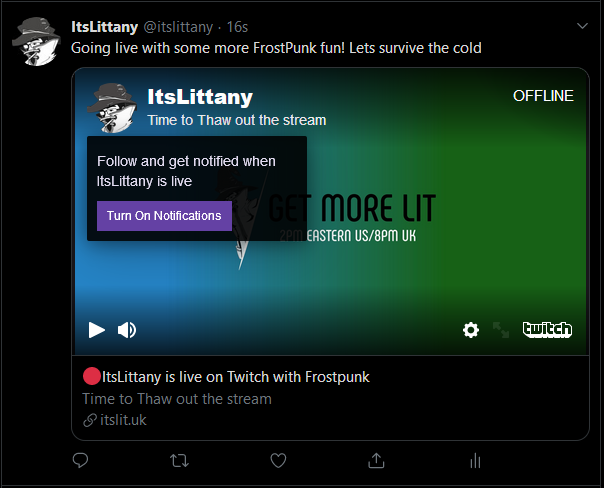 ItsLittany @itslittany · 16s
Going live with some more FrostPunk fun! Lets survive the cold
ItsLittany
OFFLINE
Time to Thaw out the stream
Follow and get notified when
ItsLittany is live
Turn On Notifications
GET MORE LIT
2PM EASTERN US/8PM UK
twitch
ItsLittany is live on Twitch with Frostpunk
Time to Thaw out the stream
itslit.uk